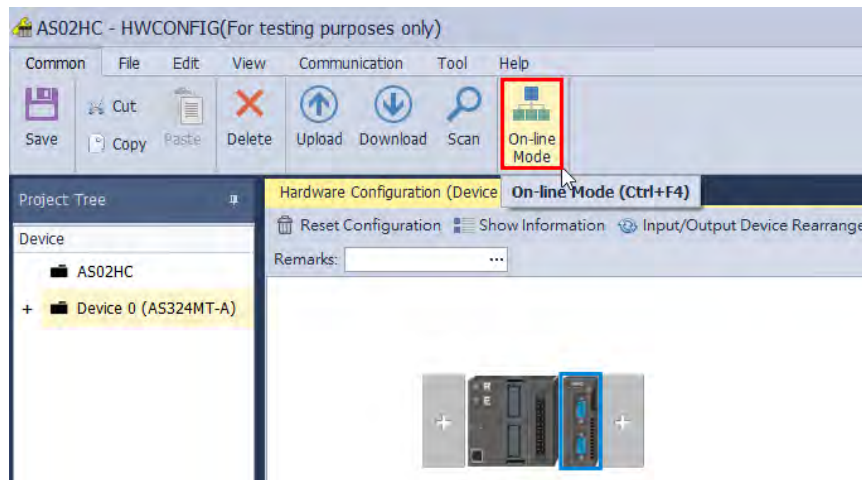 AS02HC - HWCONFIG(For testing purposes only)
Common File Edit View Communication Tool Help
Save Cut Copy Paste Delete Upload Download Scan On-line Mode
Project Tree
Hardware Configuration (Device
On-line Mode (Ctrl+F4)
Device
Reset Configuration Show Information Input/Output Device Rearrange
Remarks: ...
AS02HC
+ Device 0 (AS324MT-A)
+ R
E
+